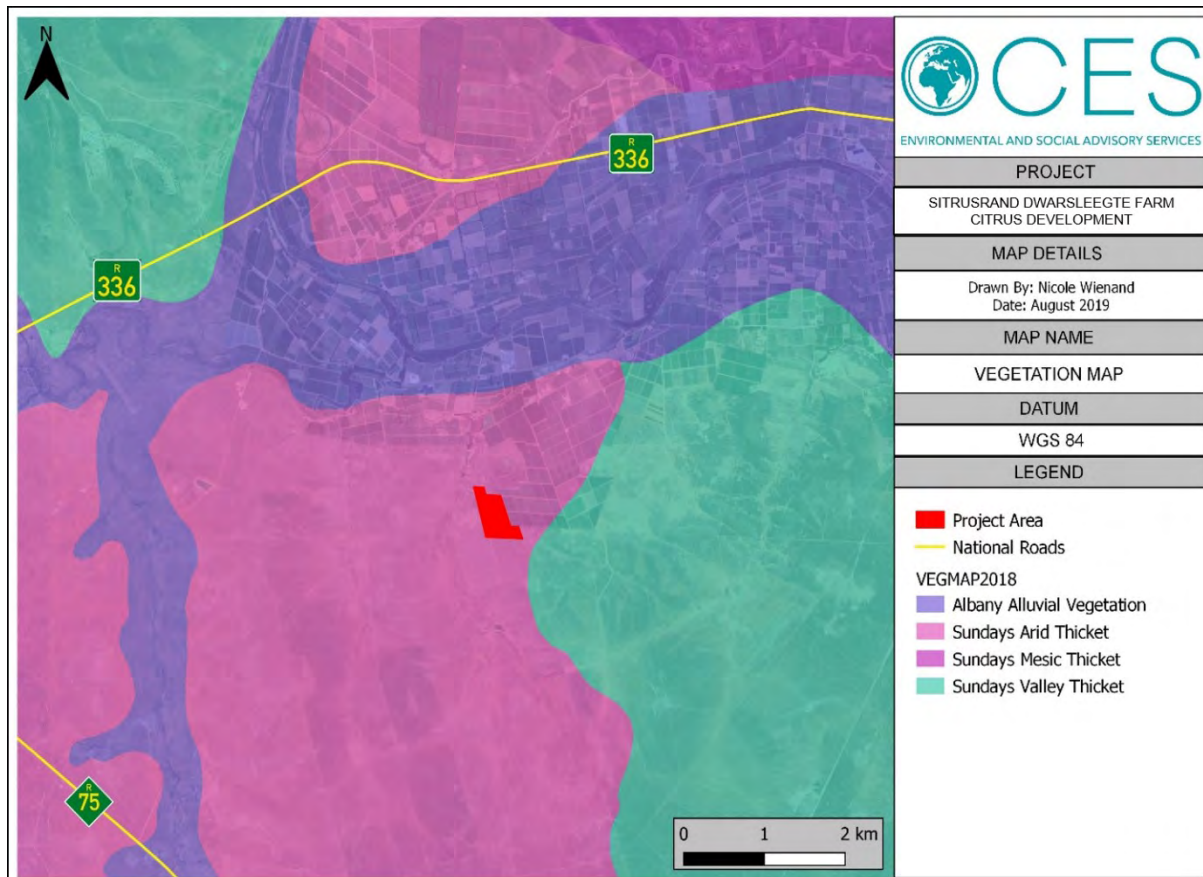 N
R
336
R
336
R
75
0 1 2 km
CES
ENVIRONMENTAL AND SOCIAL ADVISORY SERVICES
PROJECT
SITRUSRAND DWARSLEEGTE FARM
CITRUS DEVELOPMENT
MAP DETAILS
Drawn By: Nicole Wienand
Date: August 2019
MAP NAME
VEGETATION MAP
DATUM
WGS 84
LEGEND
Project Area
National Roads
VEGMAP2018
Albany Alluvial Vegetation
Sundays Arid Thicket
Sundays Mesic Thicket
Sundays Valley Thicket